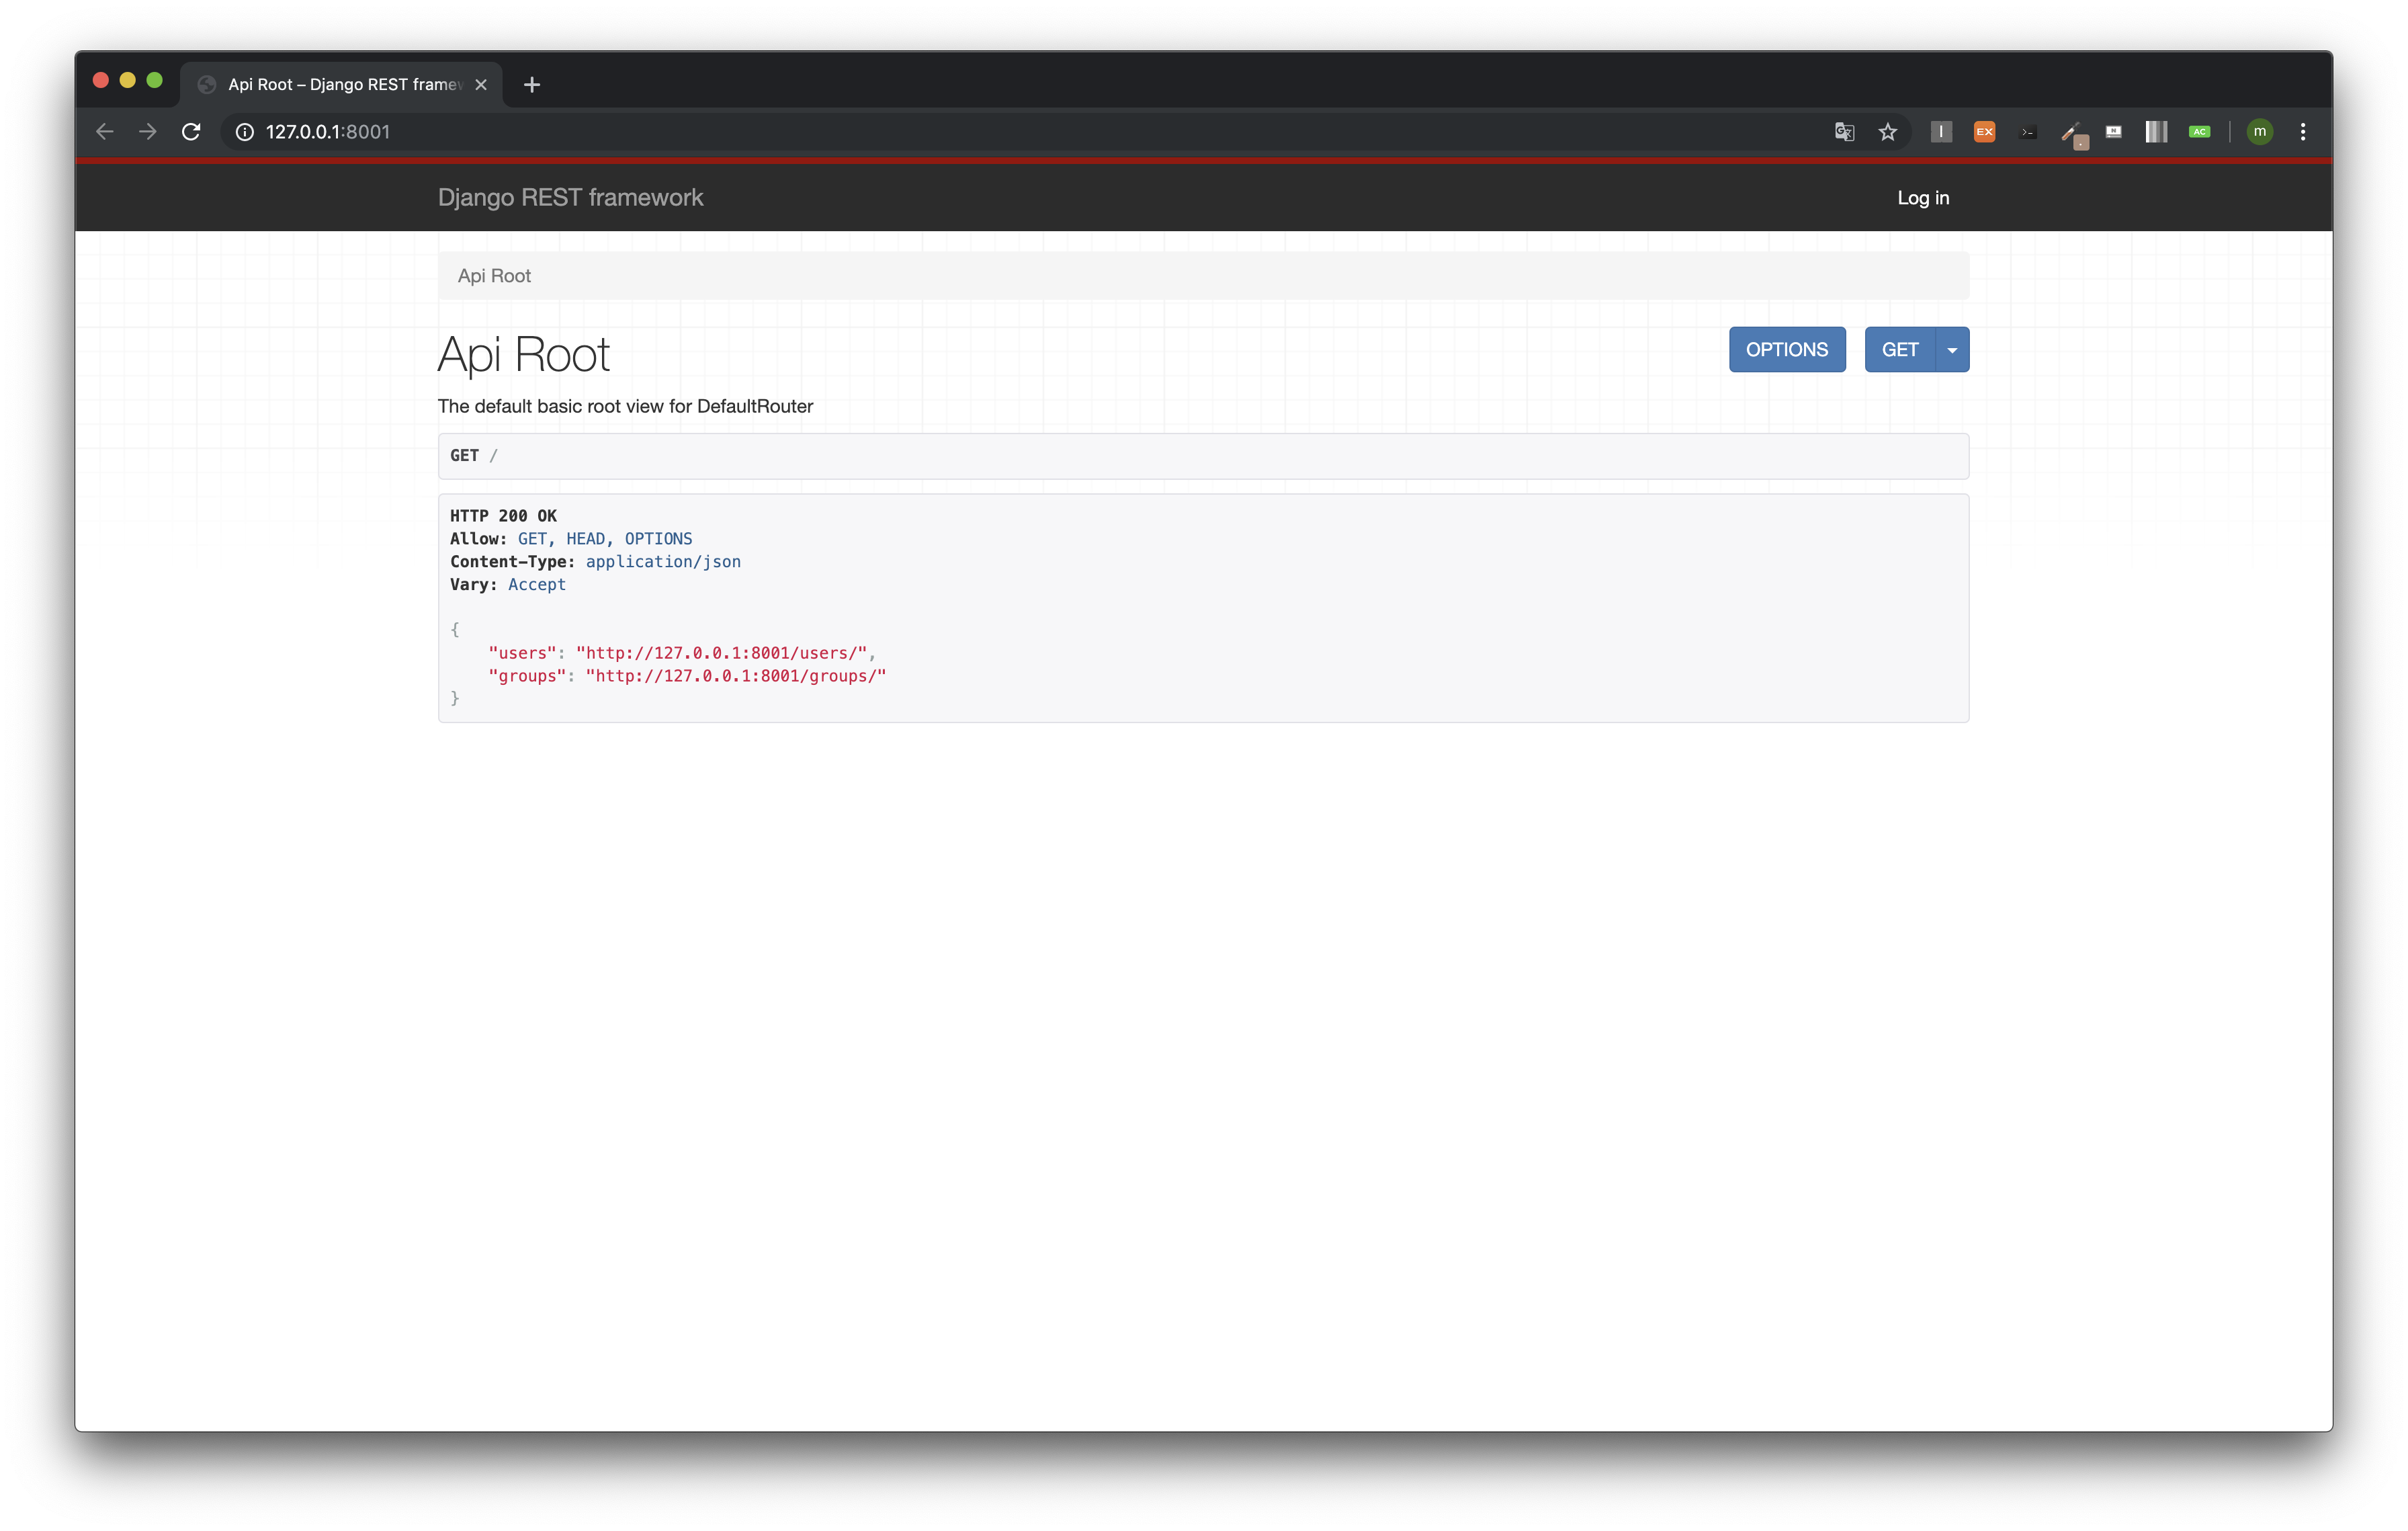 Api Root – Django REST framew
127.0.0.1:8001
EX
AC
m
Django REST framework
Log in
Api Root
Api Root
OPTIONS
GET
The default basic root view for DefaultRouter
GET /
HTTP 200 OK
Allow: GET, HEAD, OPTIONS
Content-Type: application/json
Vary: Accept
{
"users": "http://127.0.0.1:8001/users/",
"groups": "http://127.0.0.1:8001/groups/"
}